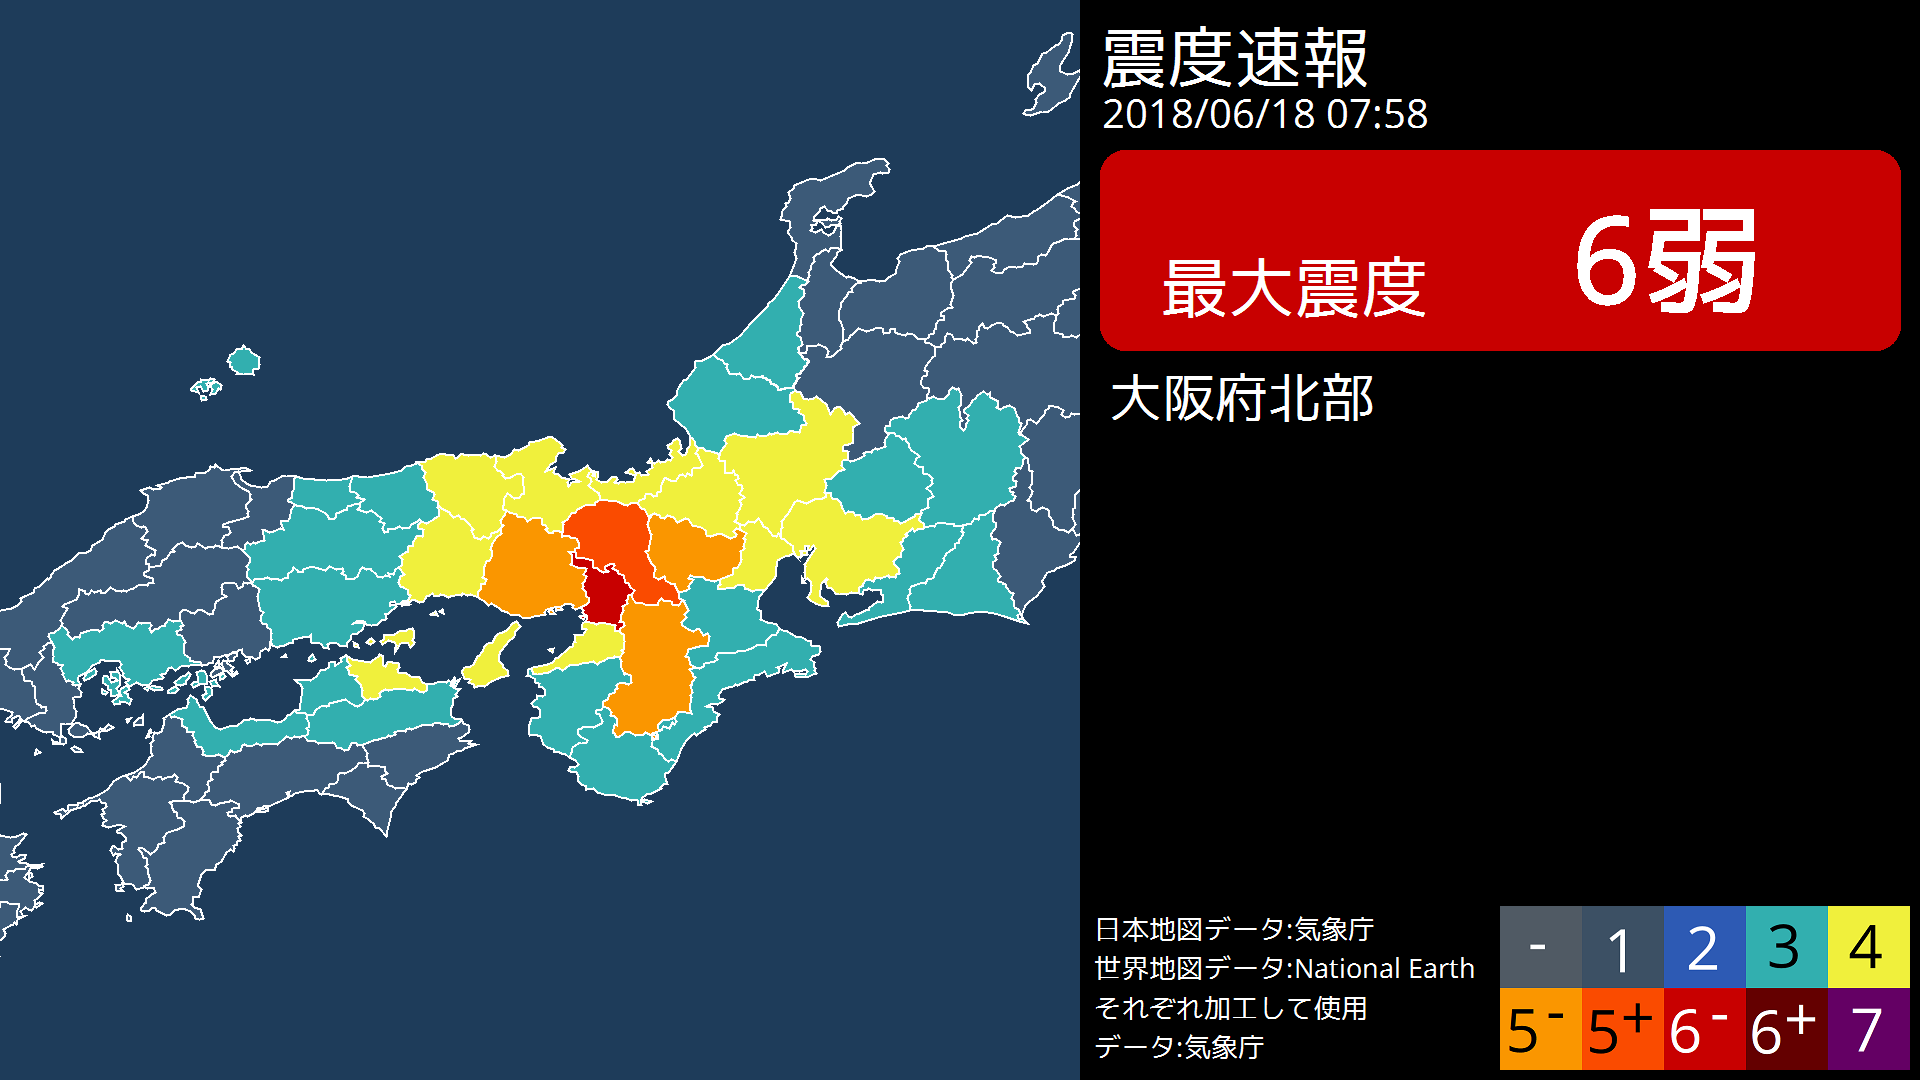 震度速報
2018/06/18 07:58
最大震度 6弱
大阪府北部
日本地図データ:気象庁
世界地図データ:National Earth
それぞれ加工して使用
データ:気象庁
- 1 2 3 4
5- 5+ 6- 6+ 7